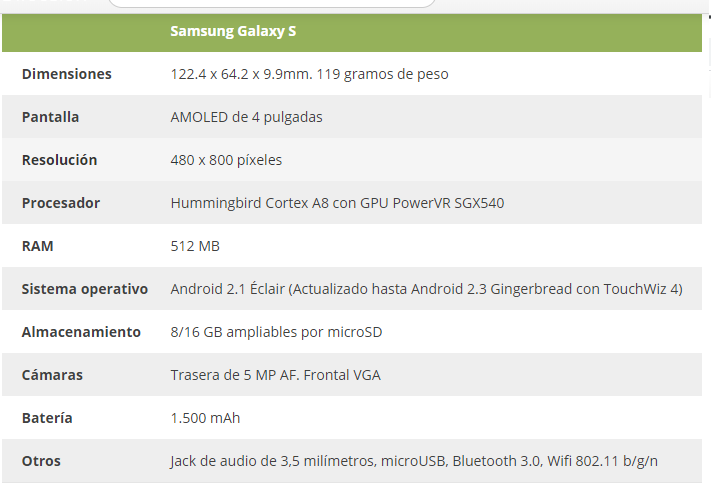 Samsung Galaxy S
Dimensiones 122.4 x 64.2 x 9.9mm. 119 gramos de peso
Pantalla AMOLED de 4 pulgadas
Resolución 480 x 800 píxeles
Procesador Hummingbird Cortex A8 con GPU PowerVR SGX540
RAM 512 MB
Sistema operativo Android 2.1 Éclair (Actualizado hasta Android 2.3 Gingerbread con TouchWiz 4)
Almacenamiento 8/16 GB ampliables por microSD
Cámaras Trasera de 5 MP AF. Frontal VGA
Batería 1.500 mAh
Otros Jack de audio de 3,5 milímetros, microUSB, Bluetooth 3.0, Wifi 802.11 b/g/n